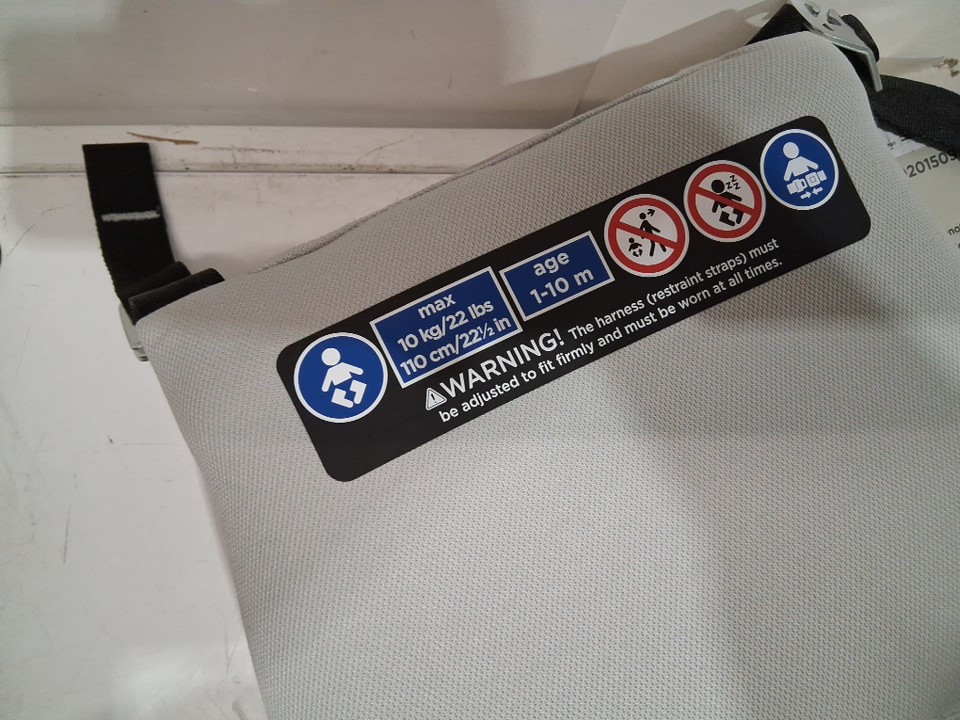 max
10 kg/22 lbs
110 cm/22½ in
age
1-10 m
ZZZ
WARNING! The harness (restraint straps) must
be adjusted to fit firmly and must be worn at all times.